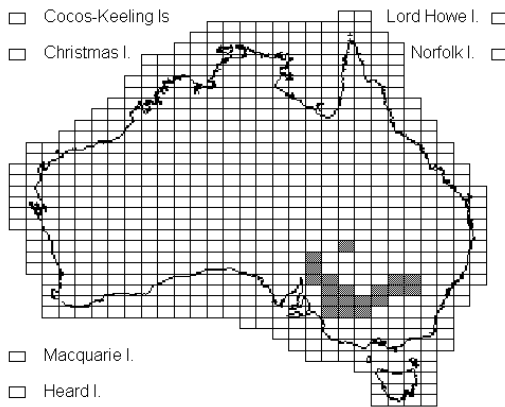 Cocos-Keeling Is
Lord Howe I.
Christmas I.
Norfolk I.
Macquarie I.
Heard I.